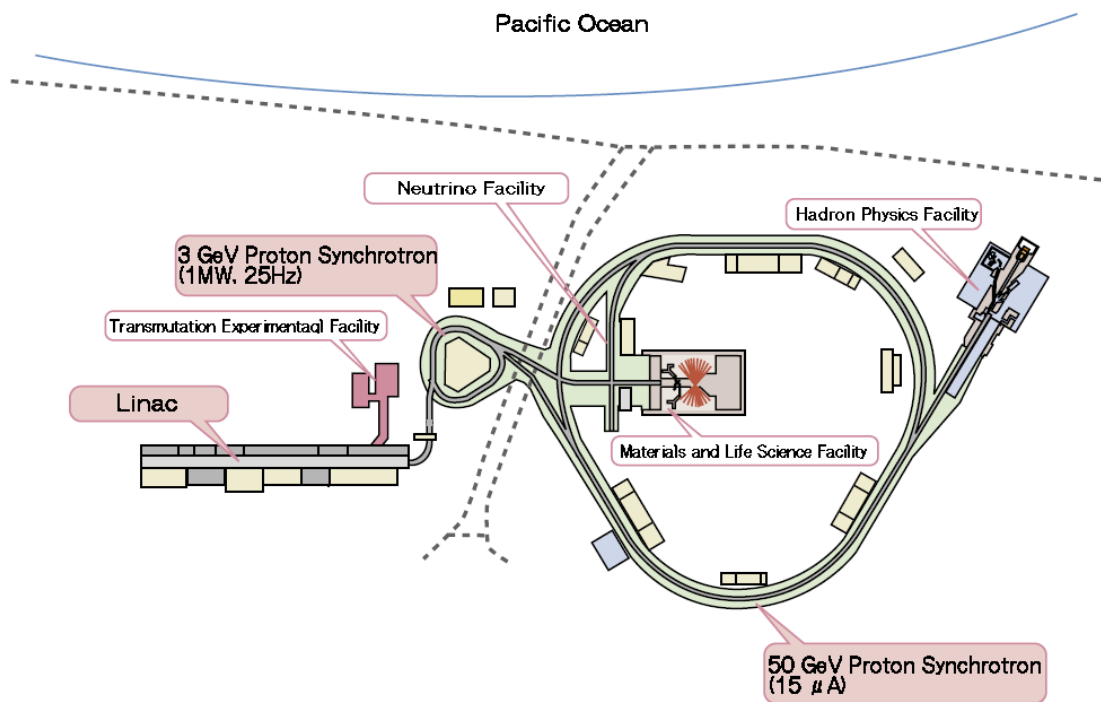 Pacific Ocean
Neutrino Facility
Hadron Physics Facility
3 GeV Proton Synchrotron
(1MW, 25Hz)
Transmutation Experimentaql Facility
Linac
Materials and Life Science Facility
50 GeV Proton Synchrotron
(15 μA)